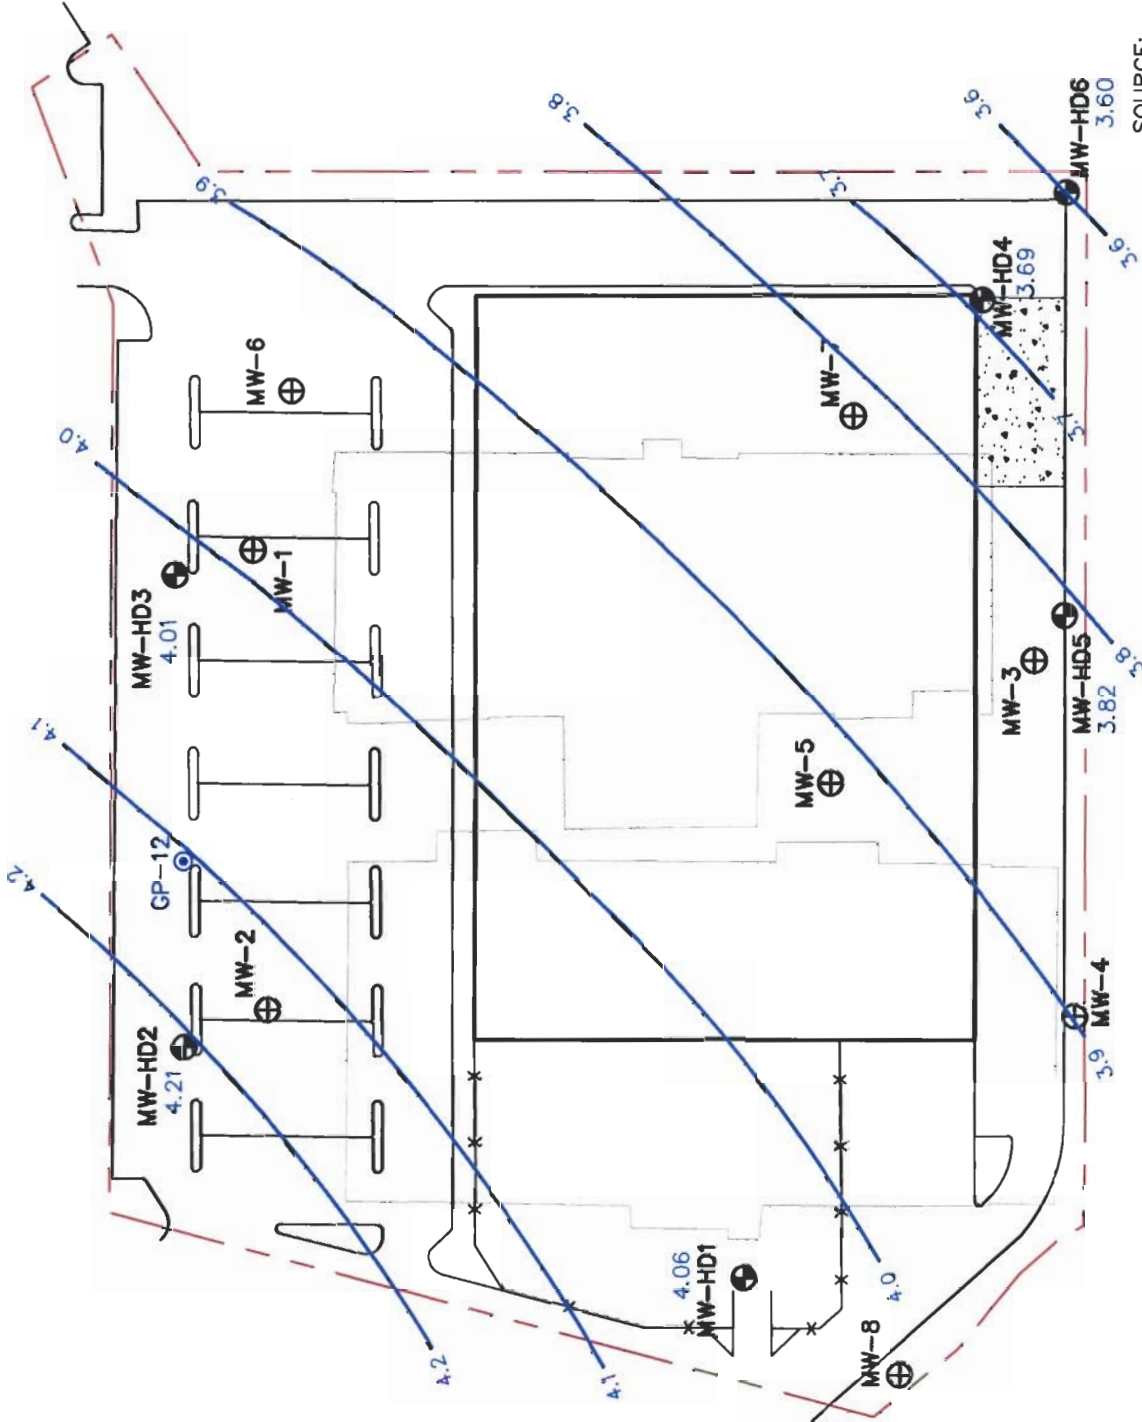 SOURCE:
3.6
MW-HD6
3.60
3.6
3.8
3.9
3.7
MW-HD4
3.69
MW-6
MW-7
3.7
4.0
MW-HD3
4.01
MW-1
MW-3
MW-HD5
3.82
3.8
4.1
MW-5
GP-12
4.2
MW-2
MW-4
3.9
MW-HD2
4.21
4.06
MW-HD1
4.0
MW-8
4.2
4.1